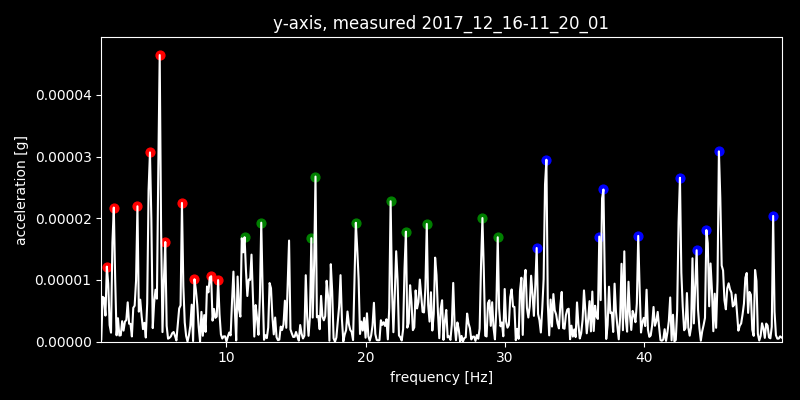 y-axis, measured 2017_12_16-11_20_01
acceleration [g]
0.00004
0.00003
0.00002
0.00001
0.00000
10 20 30 40
frequency [Hz]